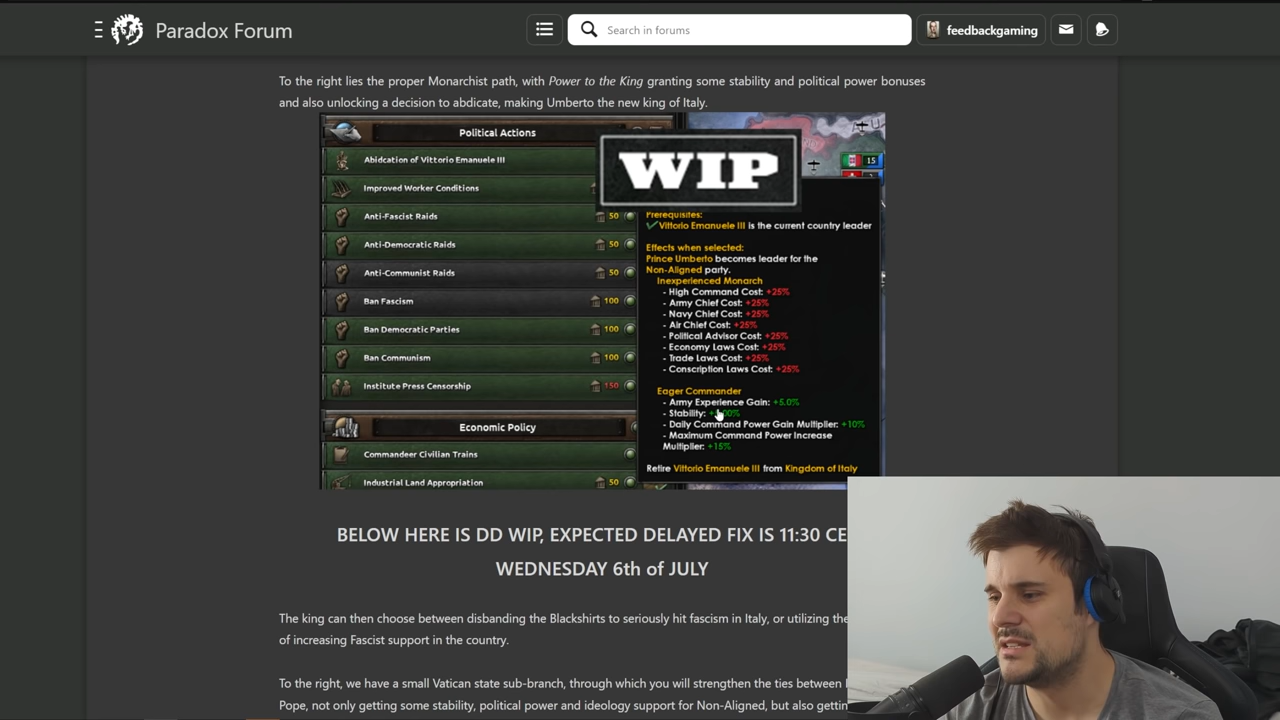 Paradox Forum
Search in forums
feedbackgaming
To the right lies the proper Monarchist path, with Power to the King granting some stability and political power bonuses
and also unlocking a decision to abdicate, making Umberto the new king of Italy.
Political Actions
WIP
15
Abidcation of Vittorio Emanuele III
Improved Worker Conditions
Anti-Fascist Raids 50
Anti-Democratic Raids 50
Anti-Communist Raids 50
Ban Fascism 100
Ban Democratic Parties 100
Ban Communism 100
Institute Press Censorship 150
Economic Policy
Commandeer Civilian Trains
Industrial Land Appropriation 50
Prerequisites:
Vittorio Emanuele III is the current country leader
Effects when selected:
Prince Umberto becomes leader for the
Non-Aligned party.
Inexperienced Monarch
- High Command Cost: +25%
- Army Chief Cost: +25%
- Navy Chief Cost: +25%
- Air Chief Cost: +25%
- Political Advisor Cost: +25%
- Economy Laws Cost: +25%
- Trade Laws Cost: +25%
- Conscription Laws Cost: +25%
Eager Commander
- Army Experience Gain: +5.0%
- Stability:
- Daily Command Power Gain Multiplier: +10%
- Maximum Command Power Increase
Multiplier: +15%
Retire Vittorio Emanuele III from Kingdom of Italy
BELOW HERE IS DD WIP, EXPECTED DELAYED FIX IS 11:30 CE
WEDNESDAY 6th of JULY
The king can then choose between disbanding the Blackshirts to seriously hit fascism in Italy, or utilizing the
of increasing Fascist support in the country.
To the right, we have a small Vatican state sub-branch, through which you will strengthen the ties between
Pope, not only getting some stability, political power and ideology support for Non-Aligned, but also gettin